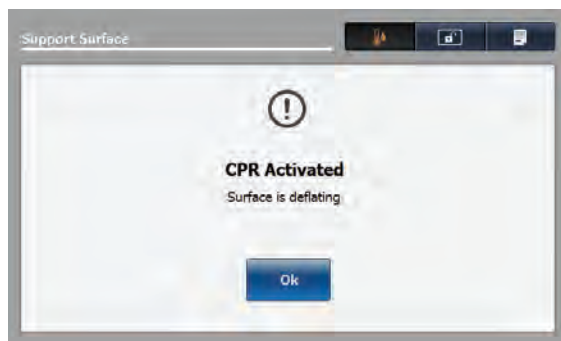 Support Surface
CPR Activated
Surface is deflating
Ok